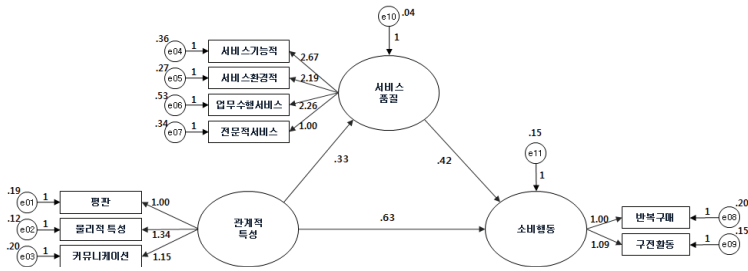 .04
e10
1
.36
e04
1
서비스기능적
2.67
.27
e05
1
서비스환경적
2.19
서비스
품질
.53
e06
1
업무수행서비스
2.26
.34
e07
1
전문적서비스
1.00
.33
.42
.15
e11
1
.19
e01
1
평판
1.00
.12
e02
1
물리적 특성
1.34
관계적
특성
.63
소비행동
1.00
반복구매
1
.20
e08
.20
e03
1
커뮤니케이션
1.15
1.09
구전활동
1
.15
e09